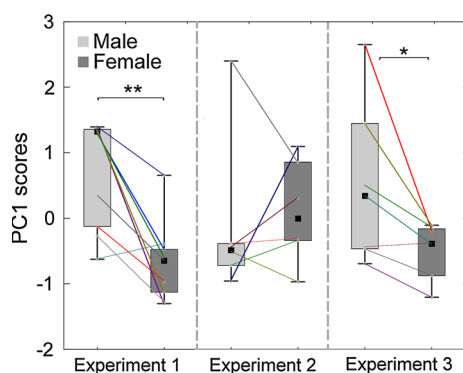 3
2
1
0
-1
-2
PC1 scores
Male
Female
**
*
Experiment 1
Experiment 2
Experiment 3